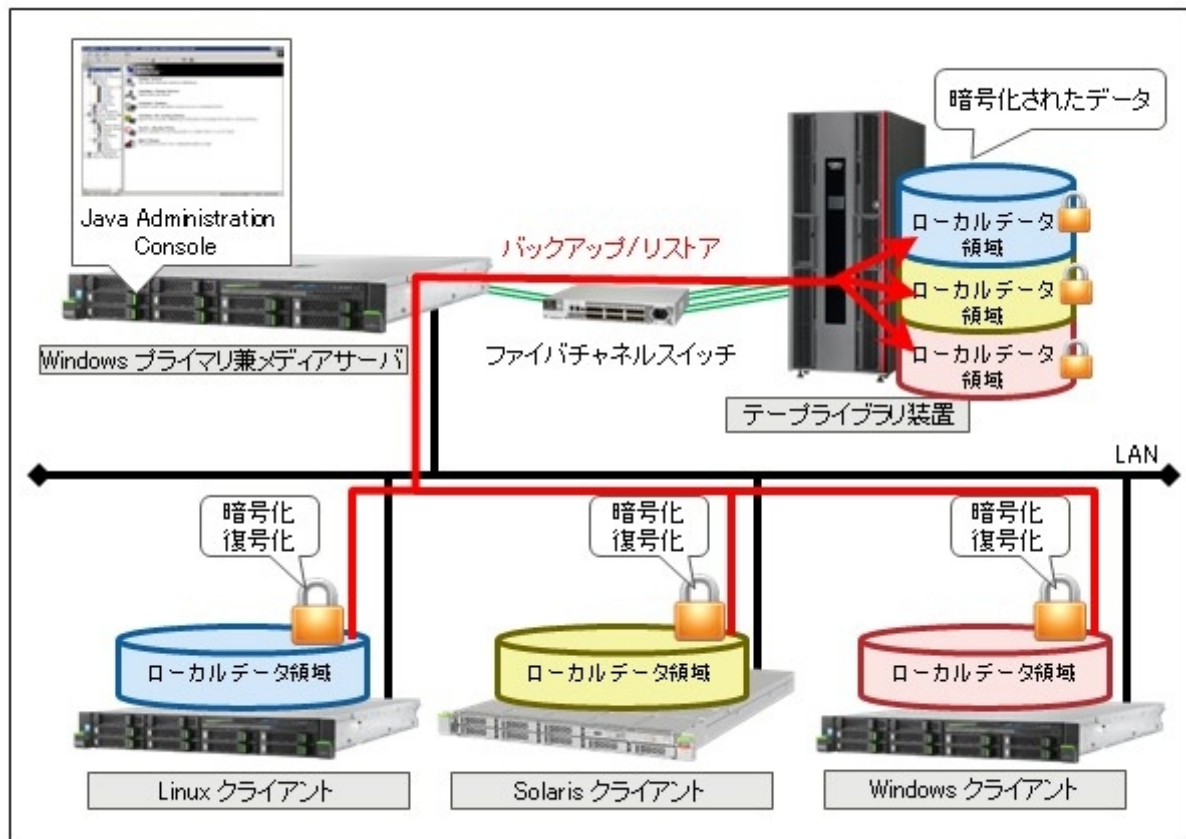 Java Administration
Console
Windows プライマリ兼メディアサーバ
バックアップ/リストア
ファイバチャネルスイッチ
暗号化されたデータ
ローカルデータ
領域
ローカルデータ
領域
ローカルデータ
領域
テープライブラリ装置
LAN
暗号化
復号化
暗号化
復号化
暗号化
復号化
ローカルデータ領域
ローカルデータ領域
ローカルデータ領域
Linux クライアント
Solaris クライアント
Windows クライアント